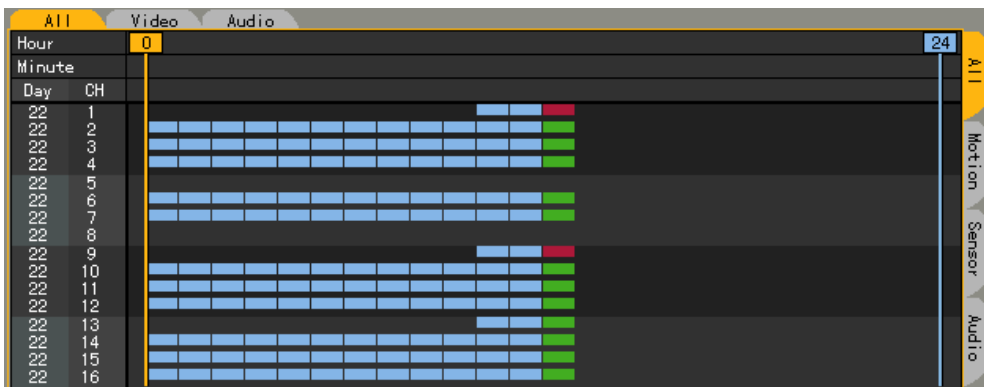 All Video Audio
Hour 0 24
Minute
Day CH
22 1
22 2
22 3
22 4
22 5
22 6
22 7
22 8
22 9
22 10
22 11
22 12
22 13
22 14
22 15
22 16
All
Motion
Sensor
Audio